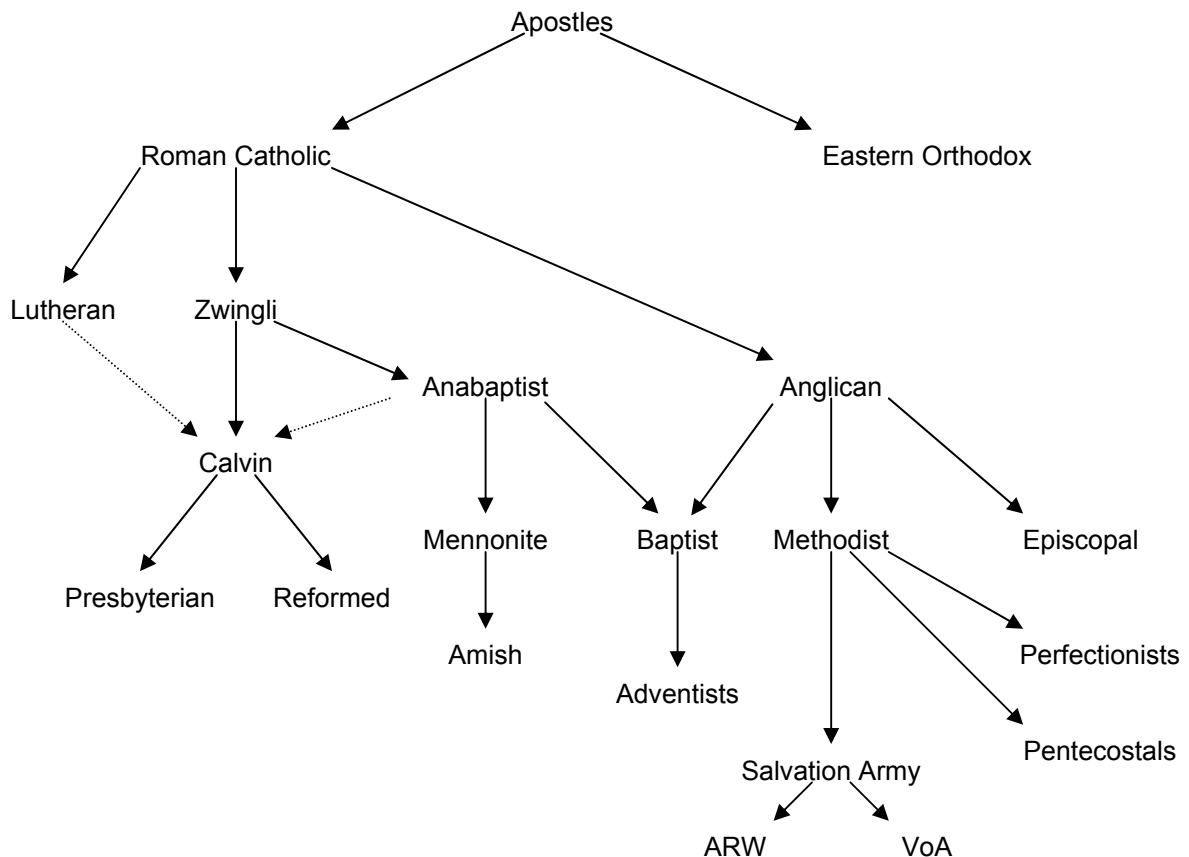 Apostles
Roman Catholic
Eastern Orthodox
Lutheran
Zwingli
Anabaptist
Anglican
Calvin
Mennonite
Baptist
Methodist
Episcopal
Presbyterian
Reformed
Amish
Perfectionists
Adventists
Pentecostals
Salvation Army
ARW
VoA